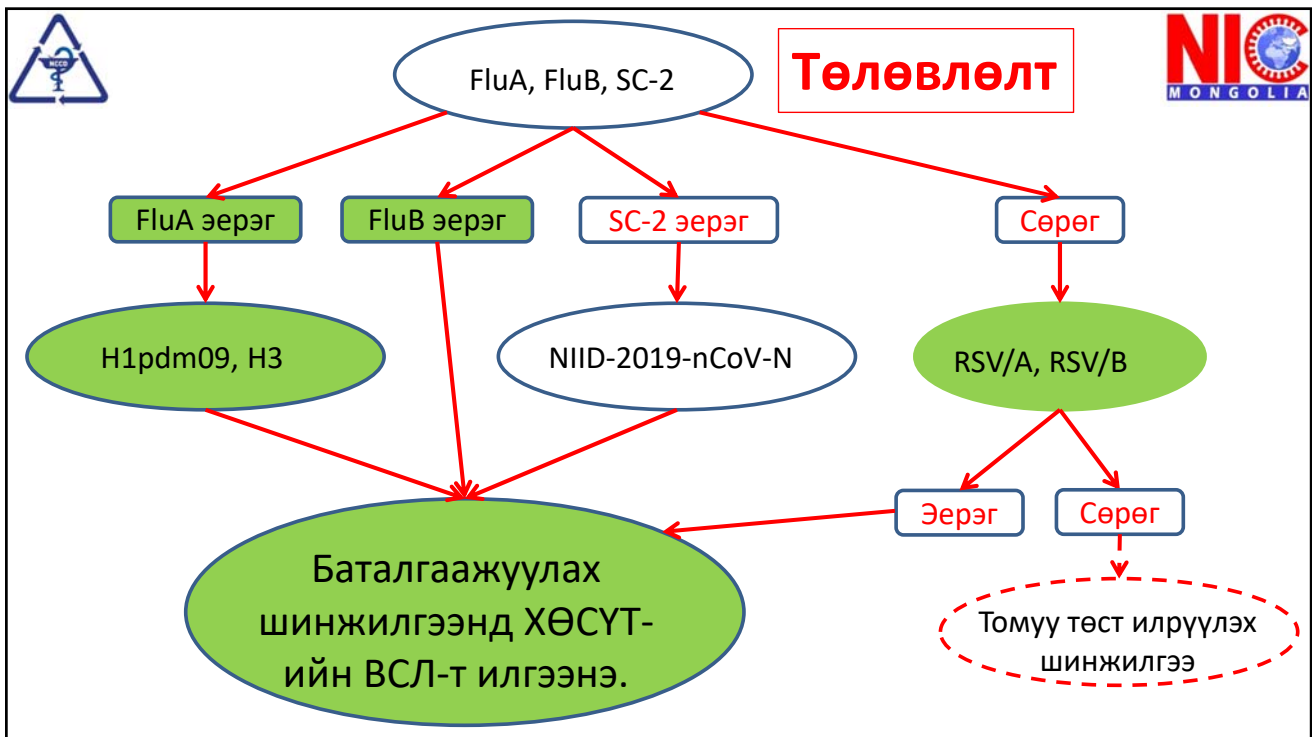 NCCD
FluA, FluB, SC-2
Төлөвлөлт
NIC
MONGOLIA
FluA эерэг
FluB эерэг
SC-2 эерэг
Сөрөг
H1pdm09, H3
NIID-2019-nCoV-N
RSV/A, RSV/B
Эерэг
Сөрөг
Баталгаажуулах
шинжилгээнд ХӨСҮТ-
ийн ВСЛ-т илгээнэ.
Томуу төст илрүүлэх
шинжилгээ